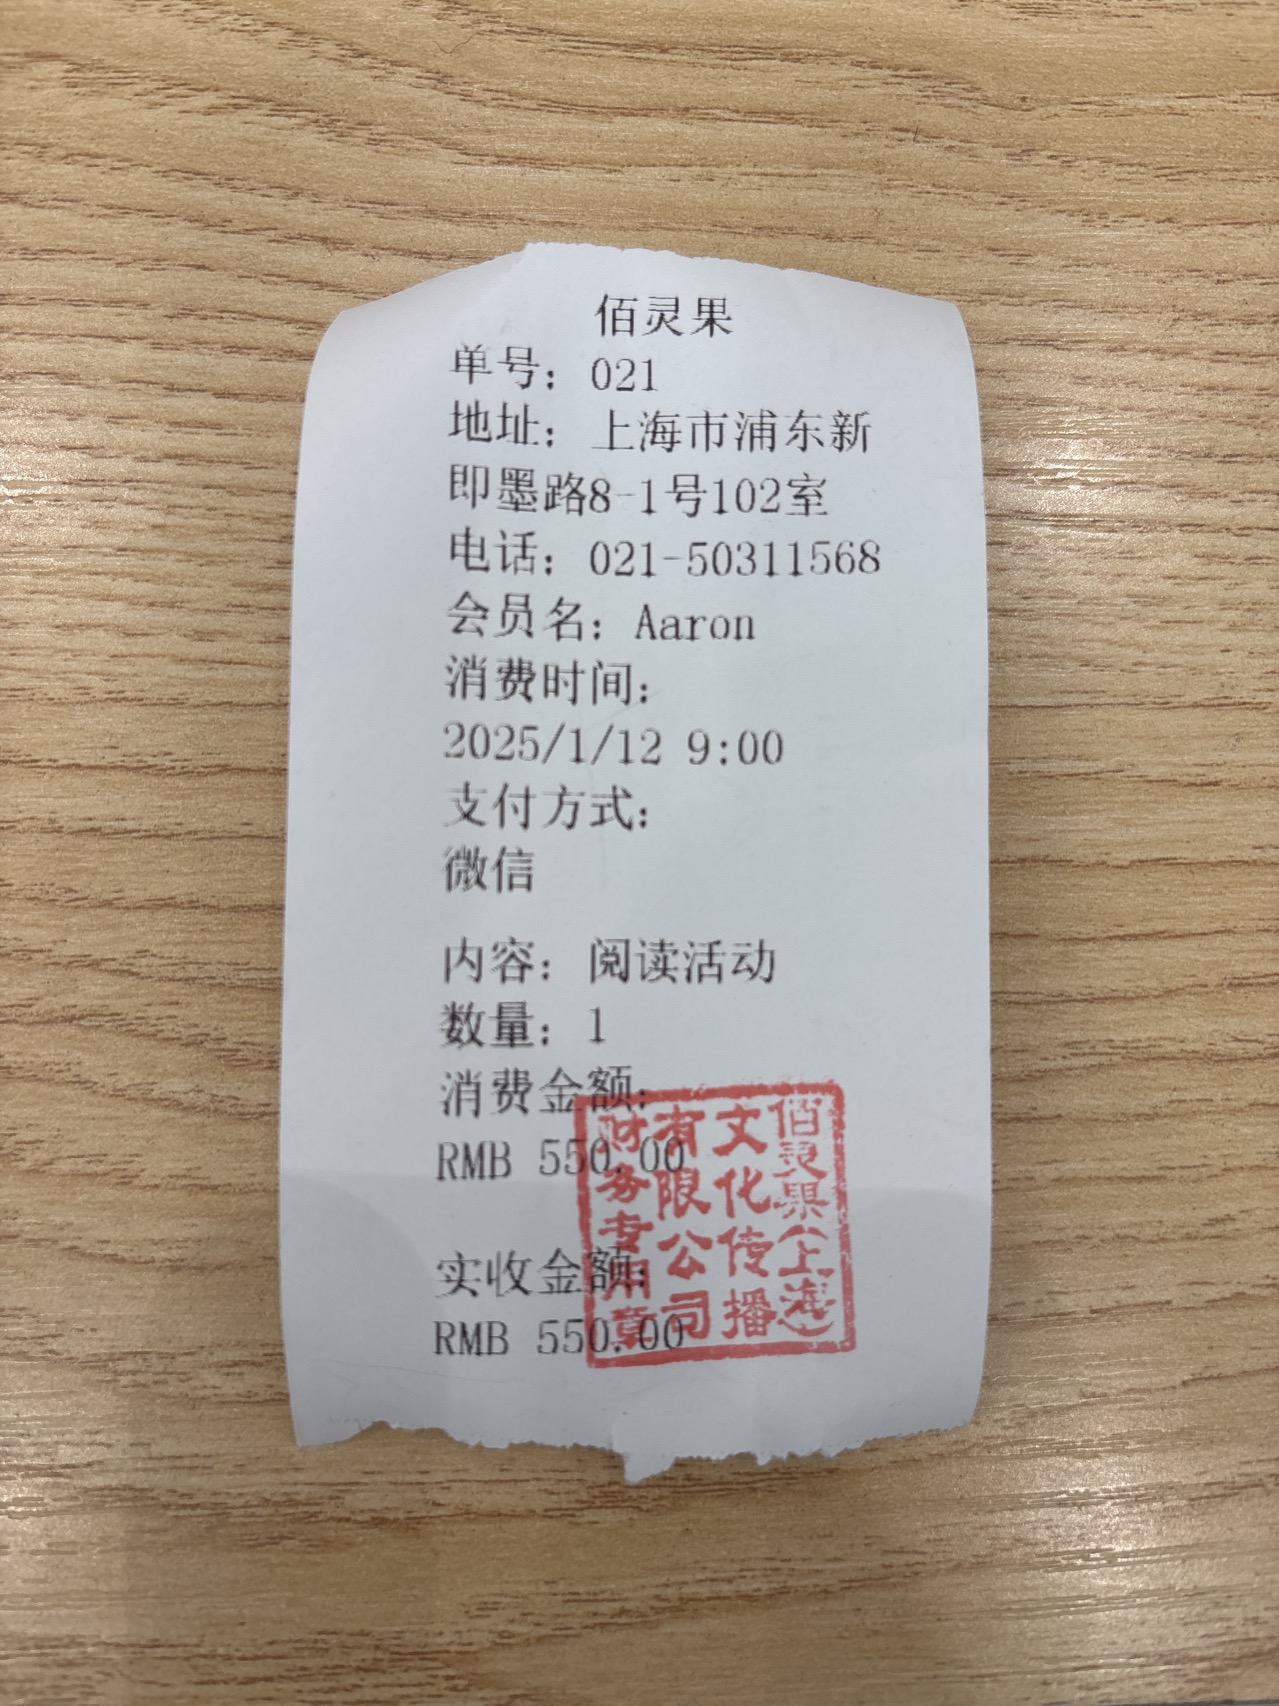 佰灵果
单号：021
地址：上海市浦东新
即墨路8-1号102室
电话：021-50311568
会员名：Aaron
消费时间：
2025/1/12 9:00
支付方式：
微信
内容：阅读活动
数量：1
消费金额：
RMB 550.00
实收金额：
RMB 550.00
佰灵果（上海）
文化传播
有限公司
财务专用章